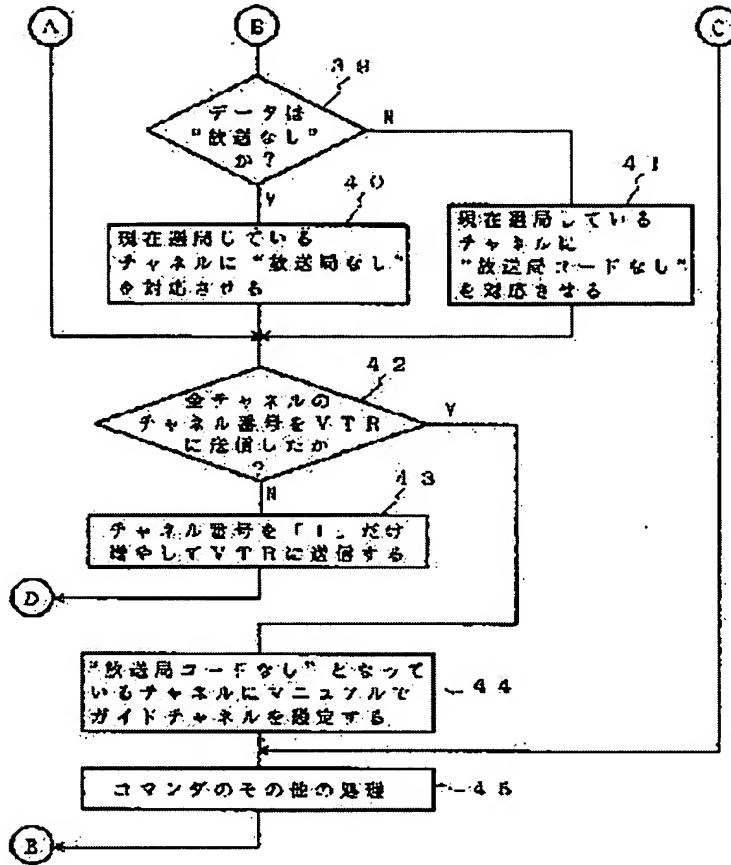 A
B
C
38
データは
"放送なし"
か?
N
Y
40
現在選局している
チャネルに"放送局なし"
を対応させる
41
現在選局している
チャネルに
"放送局コードなし"
を対応させる
42
全チャネルの
チャネル番号をVTR
に送信したか
?
Y
N
43
チャネル番号を「1」だけ
増やしてVTRに送信する
D
"放送局コードなし"となって
いるチャネルにマニュアルで
ガイドチャネルを設定する
44
コマンダのその他の処理
45